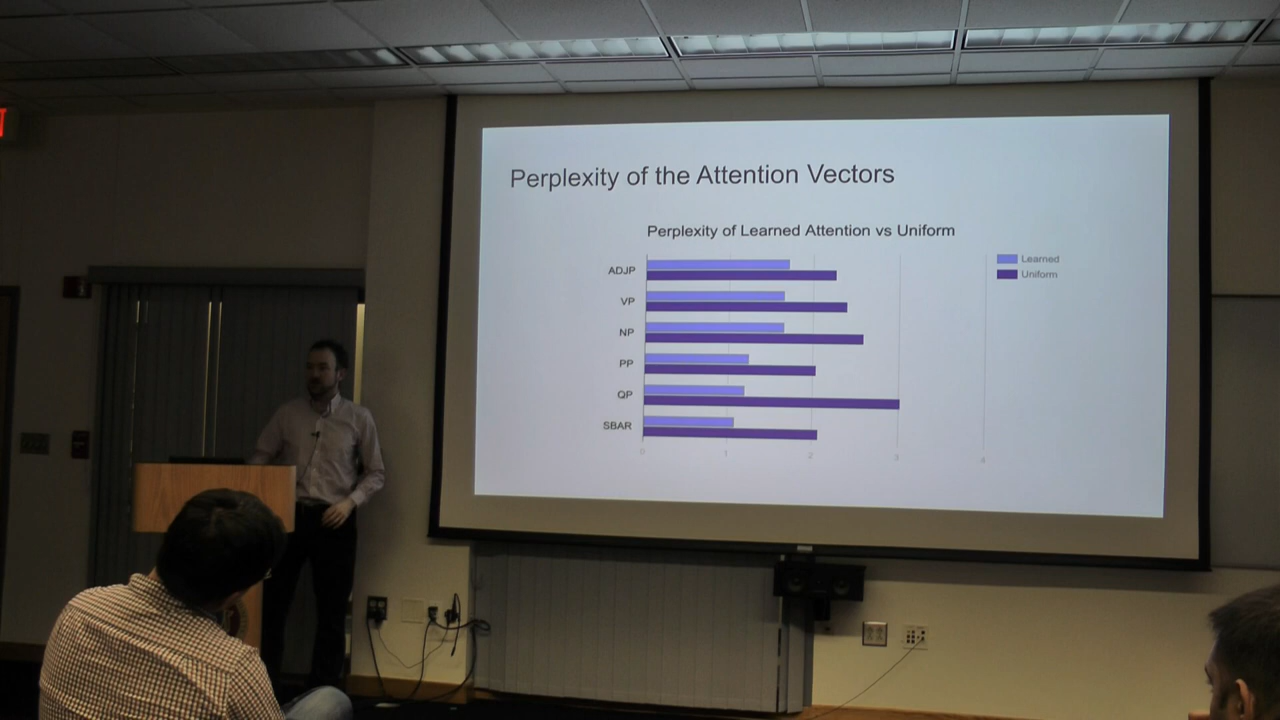 Perplexity of the Attention Vectors
Perplexity of Learned Attention vs Uniform
Learned
Uniform
ADJP
VP
NP
PP
QP
SBAR
0 1 2 3 4